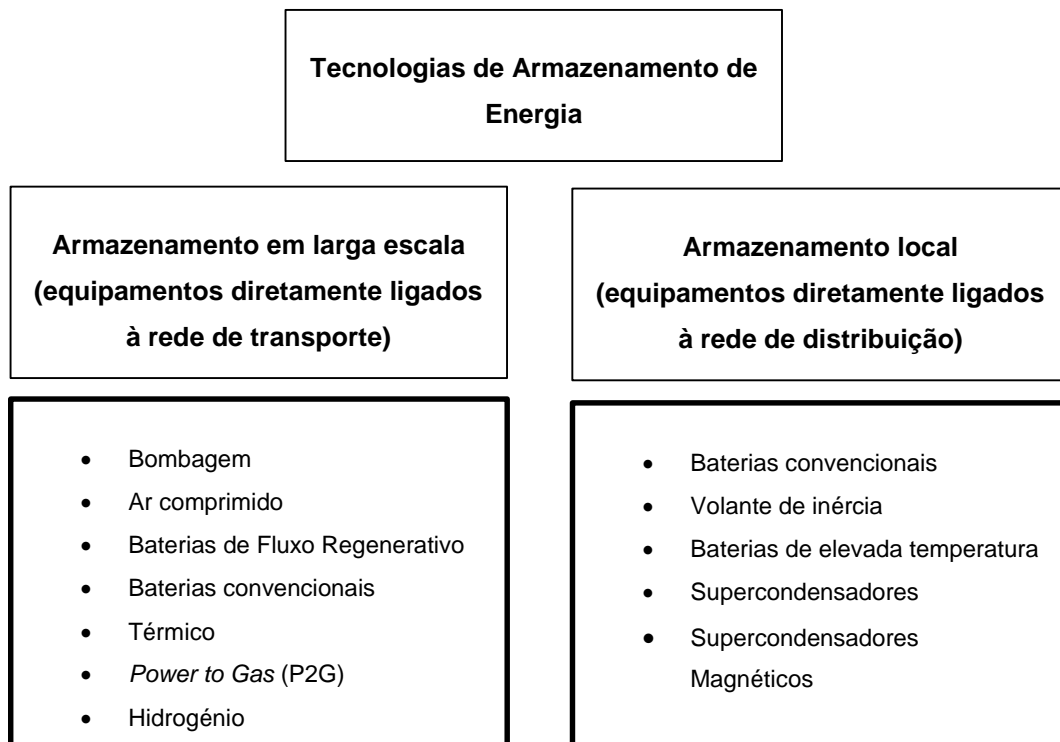 Tecnologias de Armazenamento de
Energia
Armazenamento em larga escala
(equipamentos diretamente ligados
à rede de transporte)
Armazenamento local
(equipamentos diretamente ligados
à rede de distribuição)
• Bombagem
• Ar comprimido
• Baterias de Fluxo Regenerativo
• Baterias convencionais
• Térmico
• Power to Gas (P2G)
• Hidrogénio
• Baterias convencionais
• Volante de inércia
• Baterias de elevada temperatura
• Supercondensadores
• Supercondensadores
Magnéticos